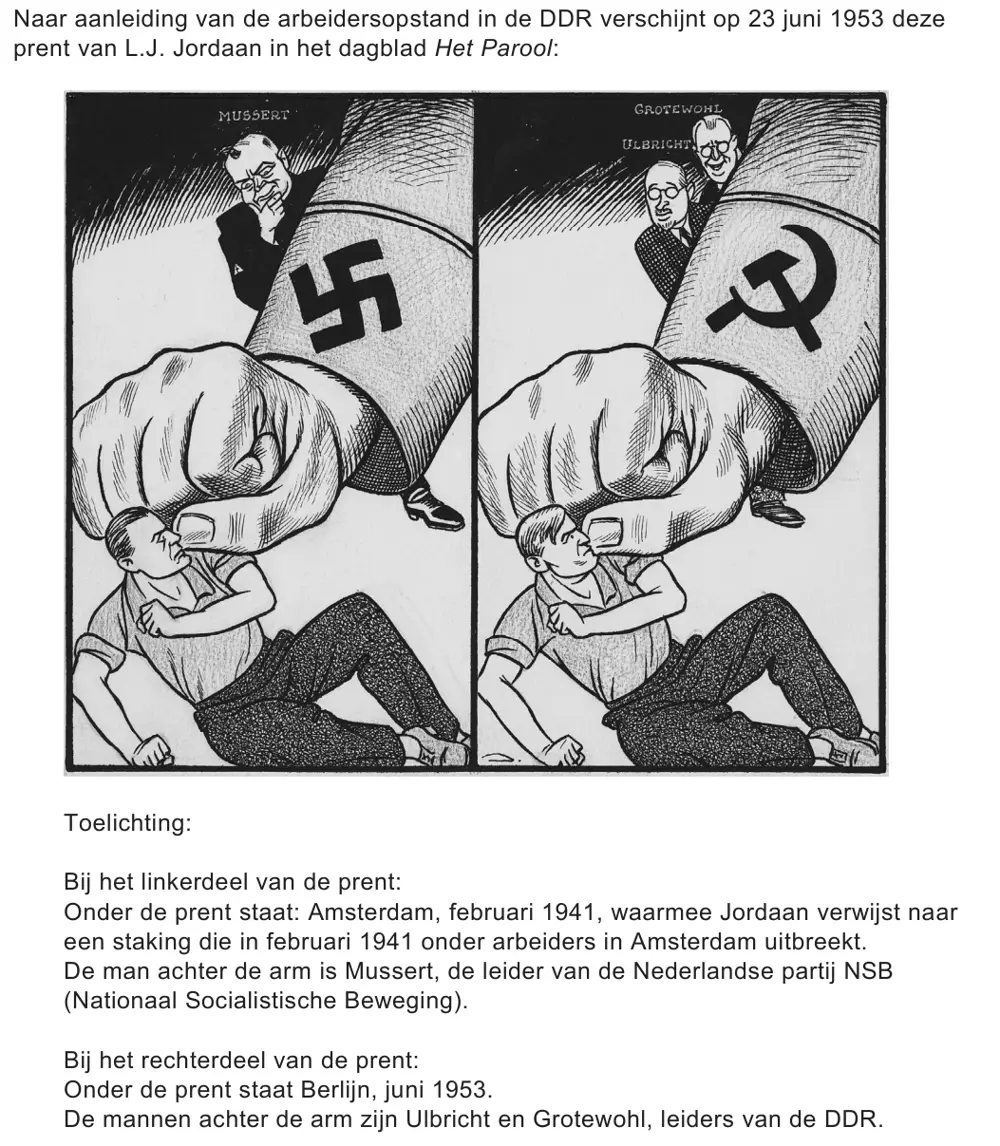 Naar aanleiding van de arbeidersopstand in de DDR verschijnt op 23 juni 1953 deze
prent van L.J. Jordaan in het dagblad Het Parool:
MUSSERT
GROTEWOHL
ULBRICHT
Toelichting:
Bij het linkerdeel van de prent:
Onder de prent staat: Amsterdam, februari 1941, waarmee Jordaan verwijst naar
een staking die in februari 1941 onder arbeiders in Amsterdam uitbreekt.
De man achter de arm is Mussert, de leider van de Nederlandse partij NSB
(Nationaal Socialistische Beweging).
Bij het rechterdeel van de prent:
Onder de prent staat Berlijn, juni 1953.
De mannen achter de arm zijn Ulbricht en Grotewohl, leiders van de DDR.